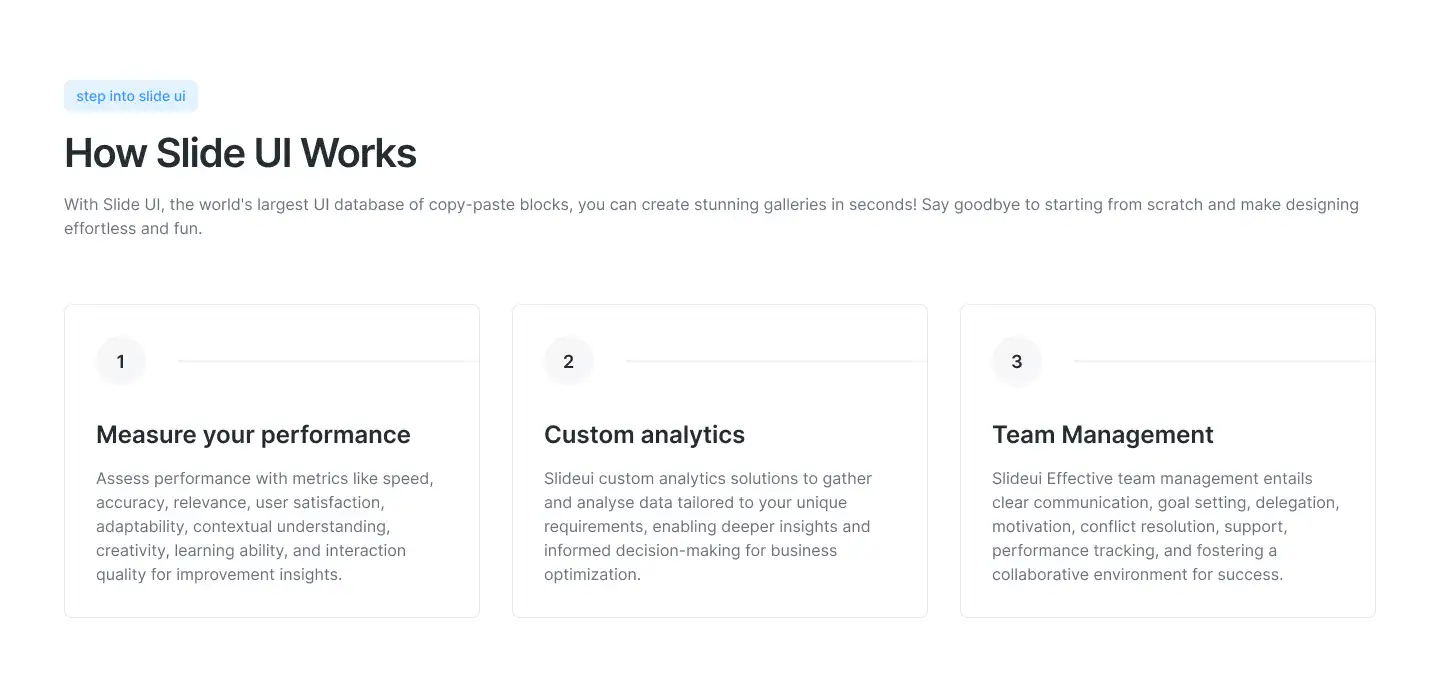 step into slide ui
How Slide UI Works
With Slide UI, the world's largest UI database of copy-paste blocks, you can create stunning galleries in seconds! Say goodbye to starting from scratch and make designing
effortless and fun.
1
Measure your performance
Assess performance with metrics like speed,
accuracy, relevance, user satisfaction,
adaptability, contextual understanding,
creativity, learning ability, and interaction
quality for improvement insights.
2
Custom analytics
Slideui custom analytics solutions to gather
and analyse data tailored to your unique
requirements, enabling deeper insights and
informed decision-making for business
optimization.
3
Team Management
Slideui Effective team management entails
clear communication, goal setting, delegation,
motivation, conflict resolution, support,
performance tracking, and fostering a
collaborative environment for success.